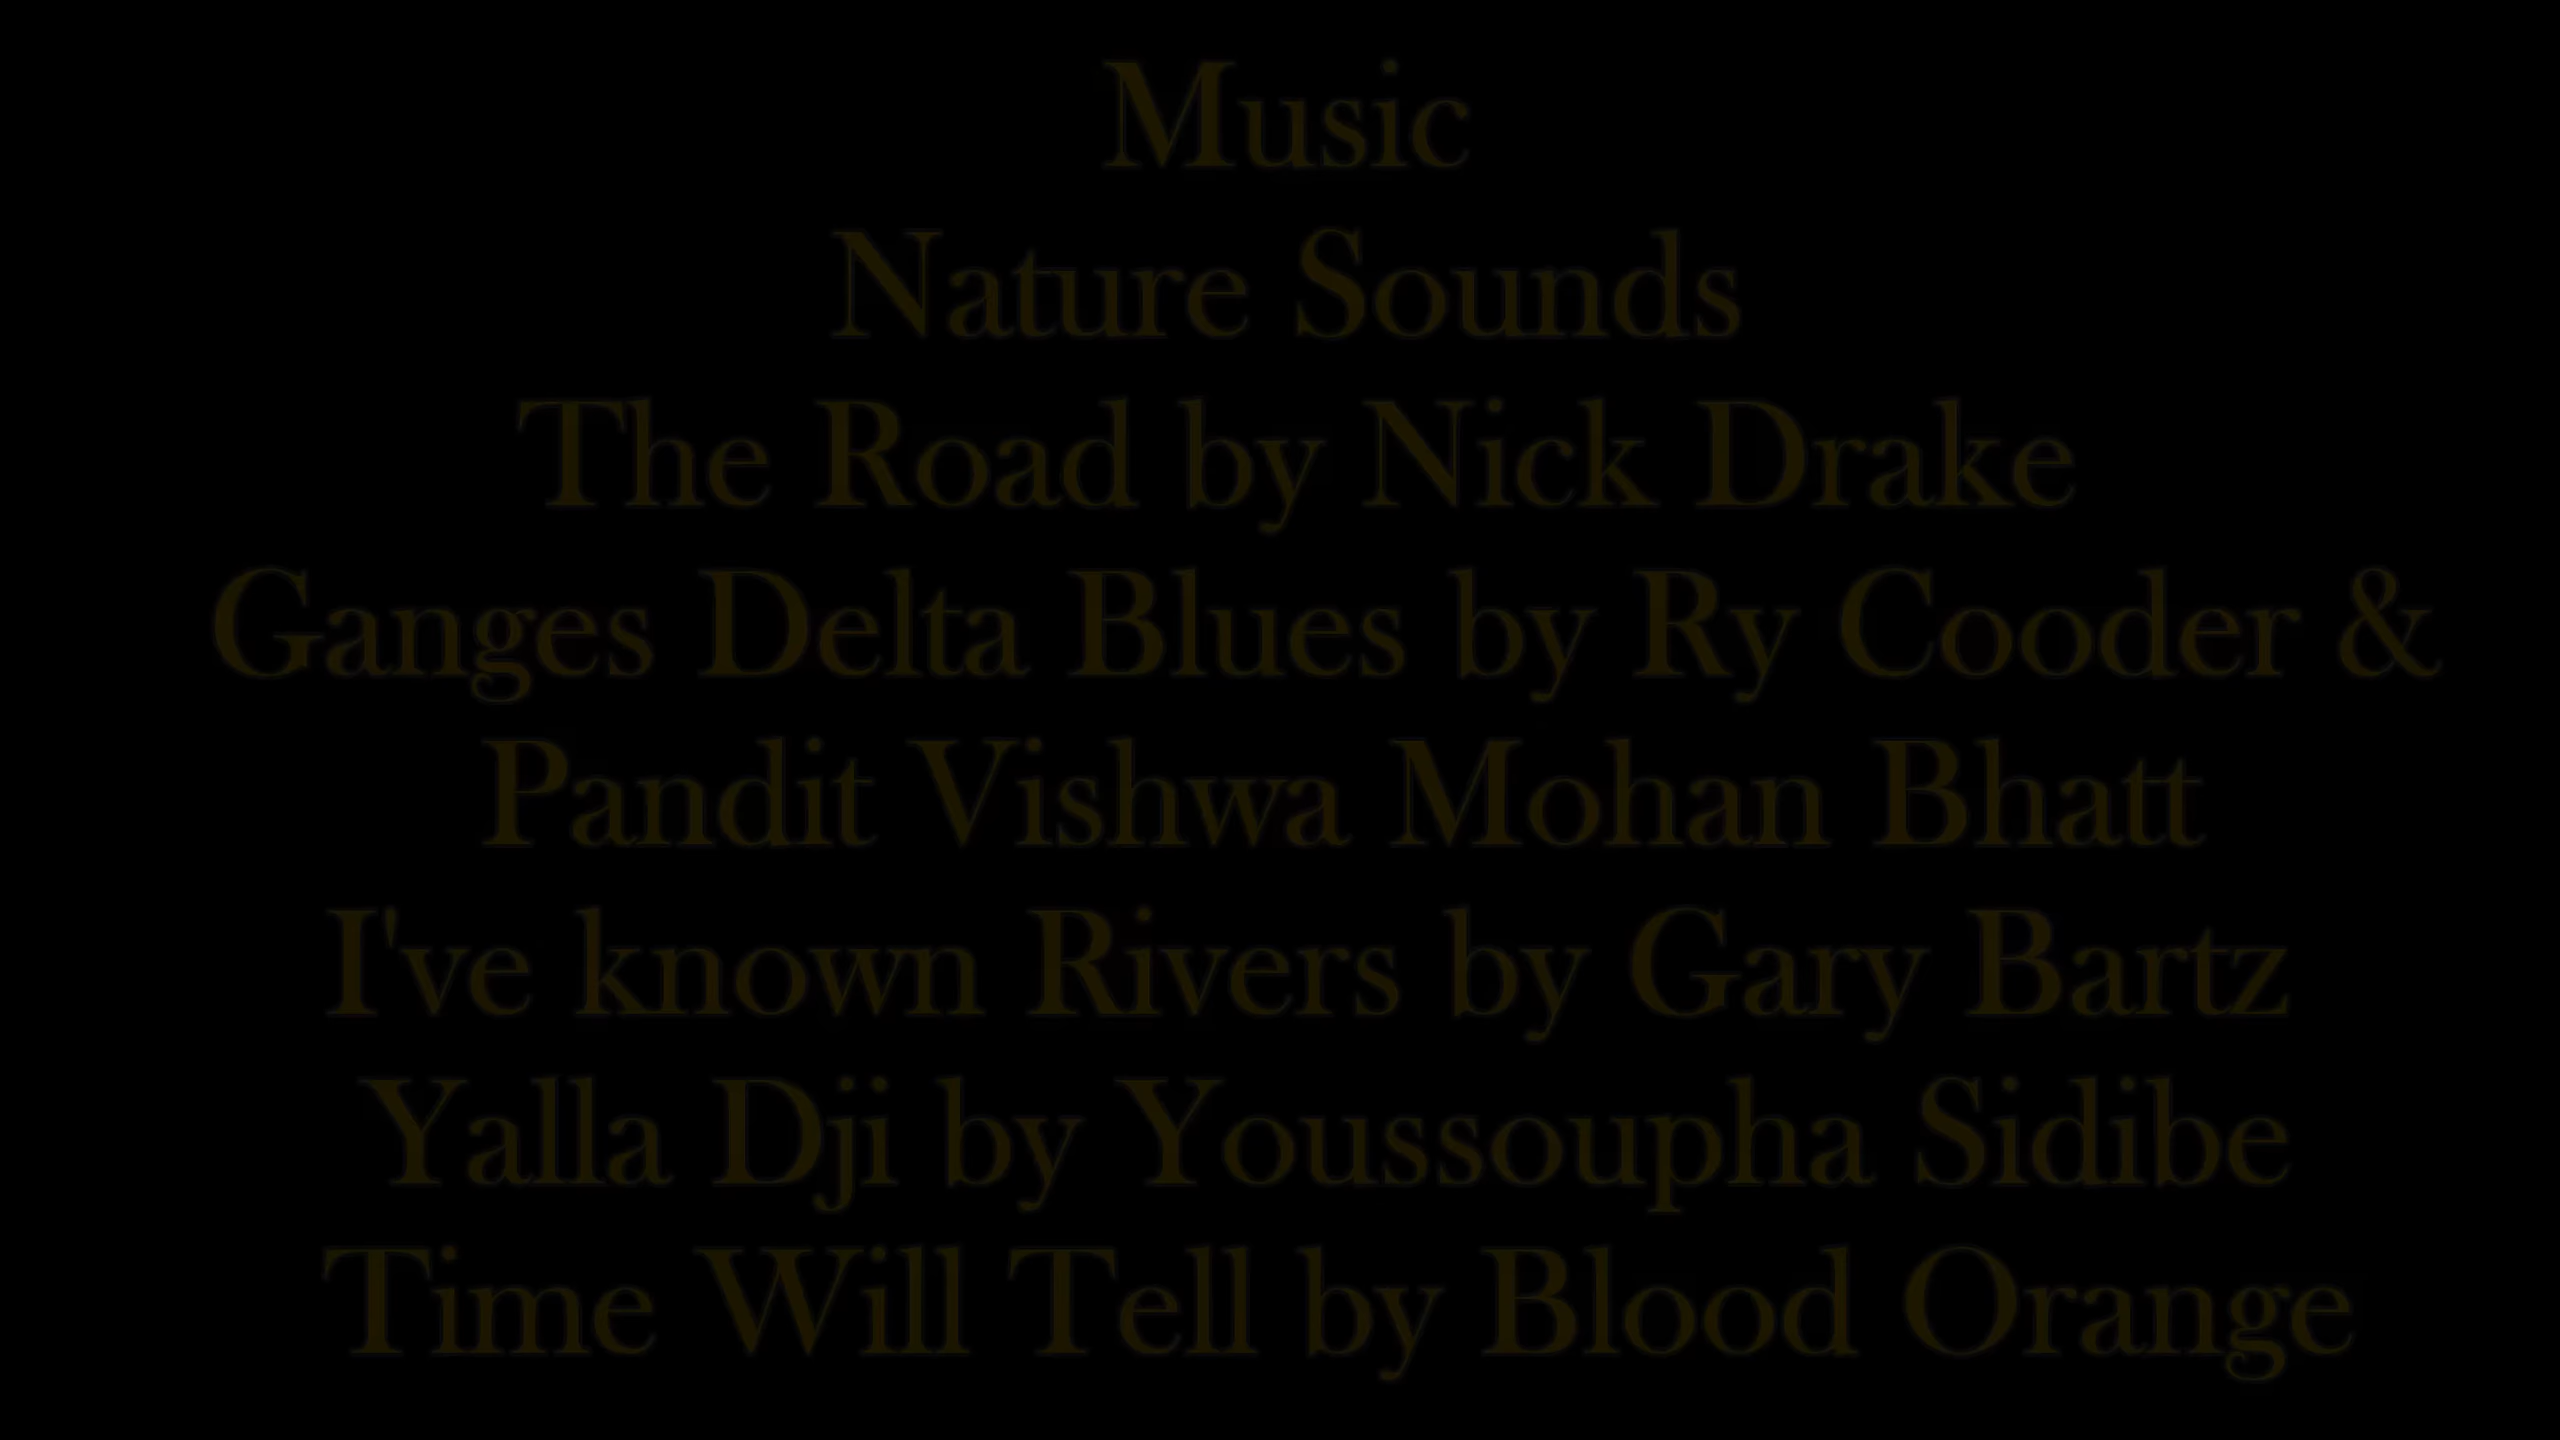 Music
Nature Sounds
The Road by Nick Drake
Ganges Delta Blues by Ry Cooder &
Pandit Vishwa Mohan Bhatt
I've known Rivers by Gary Bartz
Yalla Dji by Youssoupha Sidibe
Time Will Tell by Blood Orange